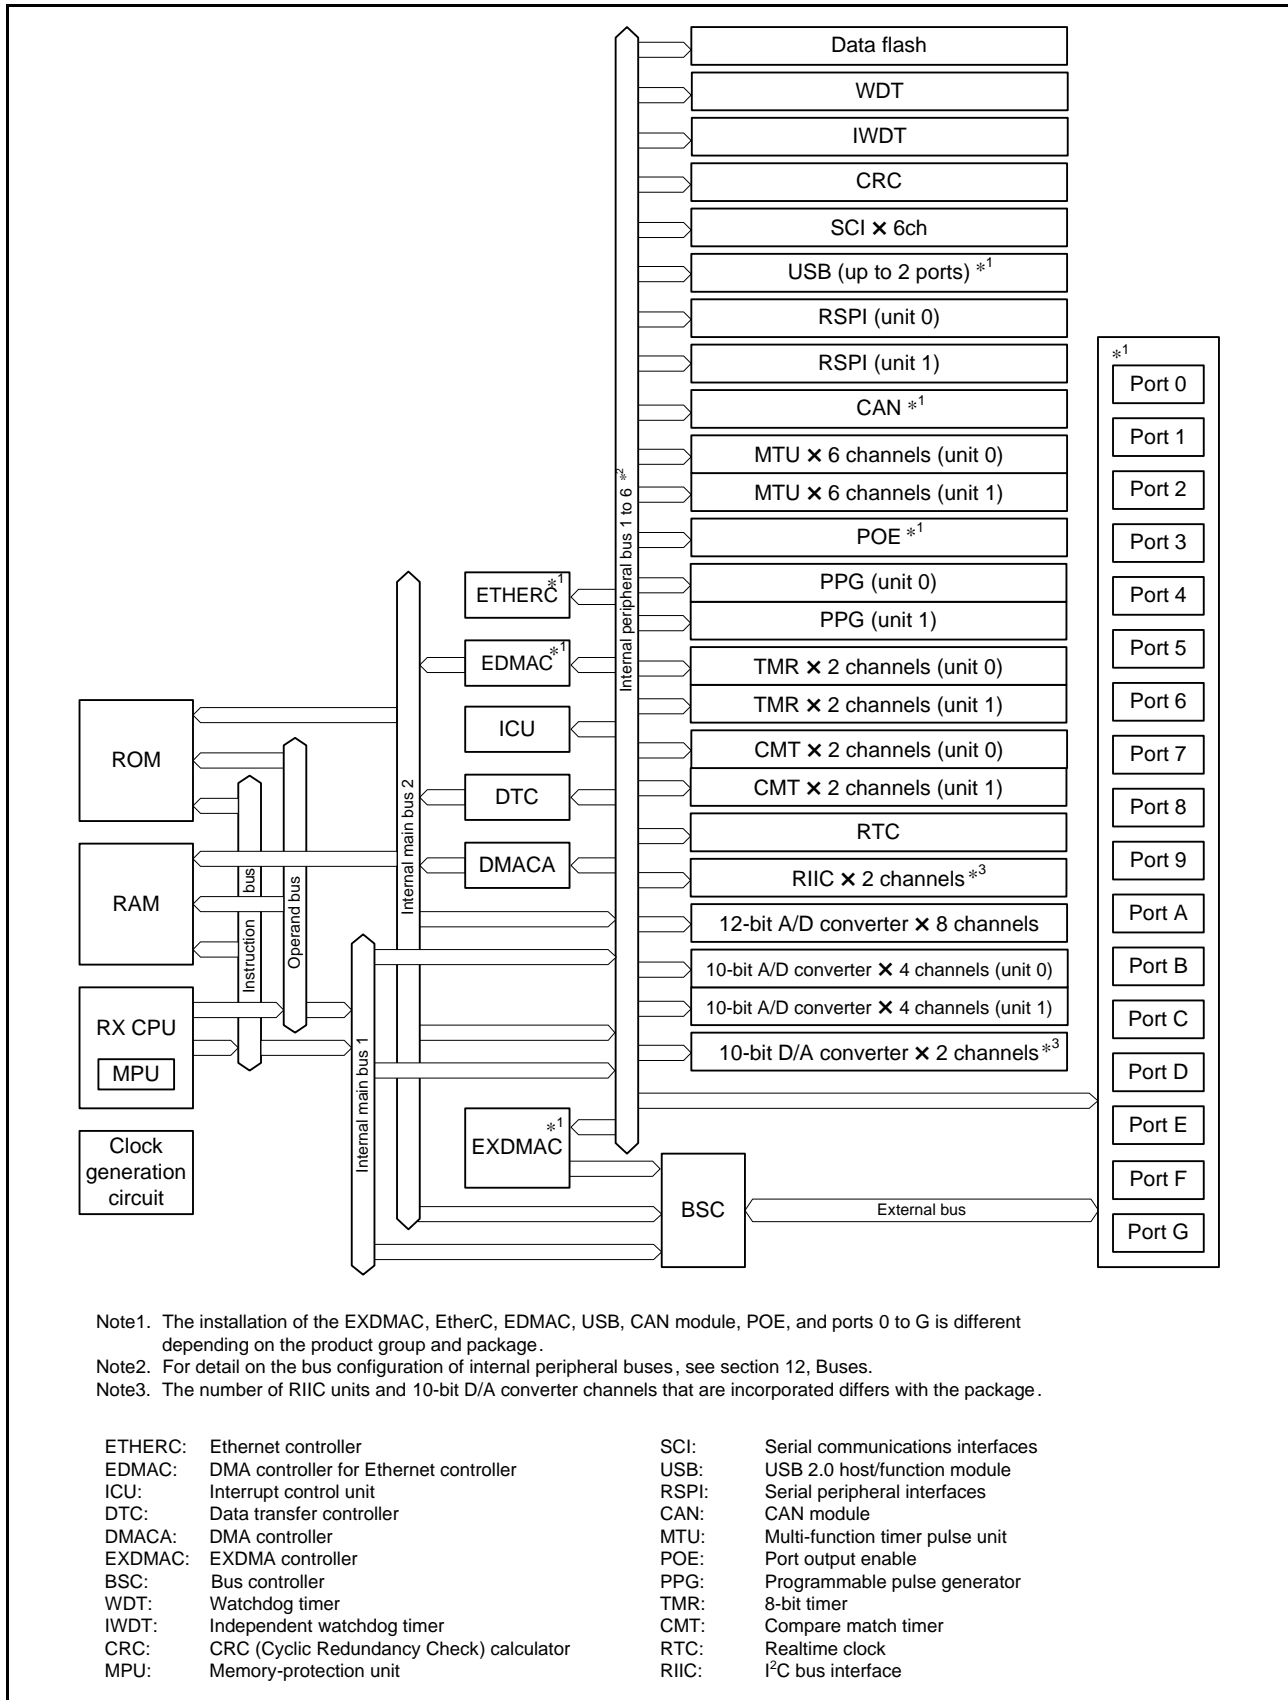 Data flash
WDT
IWDT
CRC
SCI × 6ch
USB (up to 2 ports) *1
RSPI (unit 0)
RSPI (unit 1)
CAN *1
MTU × 6 channels (unit 0)
MTU × 6 channels (unit 1)
POE *1
PPG (unit 0)
PPG (unit 1)
TMR × 2 channels (unit 0)
TMR × 2 channels (unit 1)
CMT × 2 channels (unit 0)
CMT × 2 channels (unit 1)
RTC
RIIC × 2 channels *3
12-bit A/D converter × 8 channels
10-bit A/D converter × 4 channels (unit 0)
10-bit A/D converter × 4 channels (unit 1)
10-bit D/A converter × 2 channels *3
*1
Port 0
Port 1
Port 2
Port 3
Port 4
Port 5
Port 6
Port 7
Port 8
Port 9
Port A
Port B
Port C
Port D
Port E
Port F
Port G
Internal peripheral bus 1 to 6 *2
ETHERC *1
EDMAC *1
ICU
DTC
DMACA
EXDMAC *1
BSC
External bus
Internal main bus 2
Internal main bus 1
Operand bus
Instruction bus
ROM
RAM
RX CPU
MPU
Clock
generation
circuit
Note1. The installation of the EXDMAC, EtherC, EDMAC, USB, CAN module, POE, and ports 0 to G is different
depending on the product group and package.
Note2. For detail on the bus configuration of internal peripheral buses, see section 12, Buses.
Note3. The number of RIIC units and 10-bit D/A converter channels that are incorporated differs with the package.
ETHERC: Ethernet controller
EDMAC: DMA controller for Ethernet controller
ICU: Interrupt control unit
DTC: Data transfer controller
DMACA: DMA controller
EXDMAC: EXDMA controller
BSC: Bus controller
WDT: Watchdog timer
IWDT: Independent watchdog timer
CRC: CRC (Cyclic Redundancy Check) calculator
MPU: Memory-protection unit
SCI: Serial communications interfaces
USB: USB 2.0 host/function module
RSPI: Serial peripheral interfaces
CAN: CAN module
MTU: Multi-function timer pulse unit
POE: Port output enable
PPG: Programmable pulse generator
TMR: 8-bit timer
CMT: Compare match timer
RTC: Realtime clock
RIIC: I²C bus interface